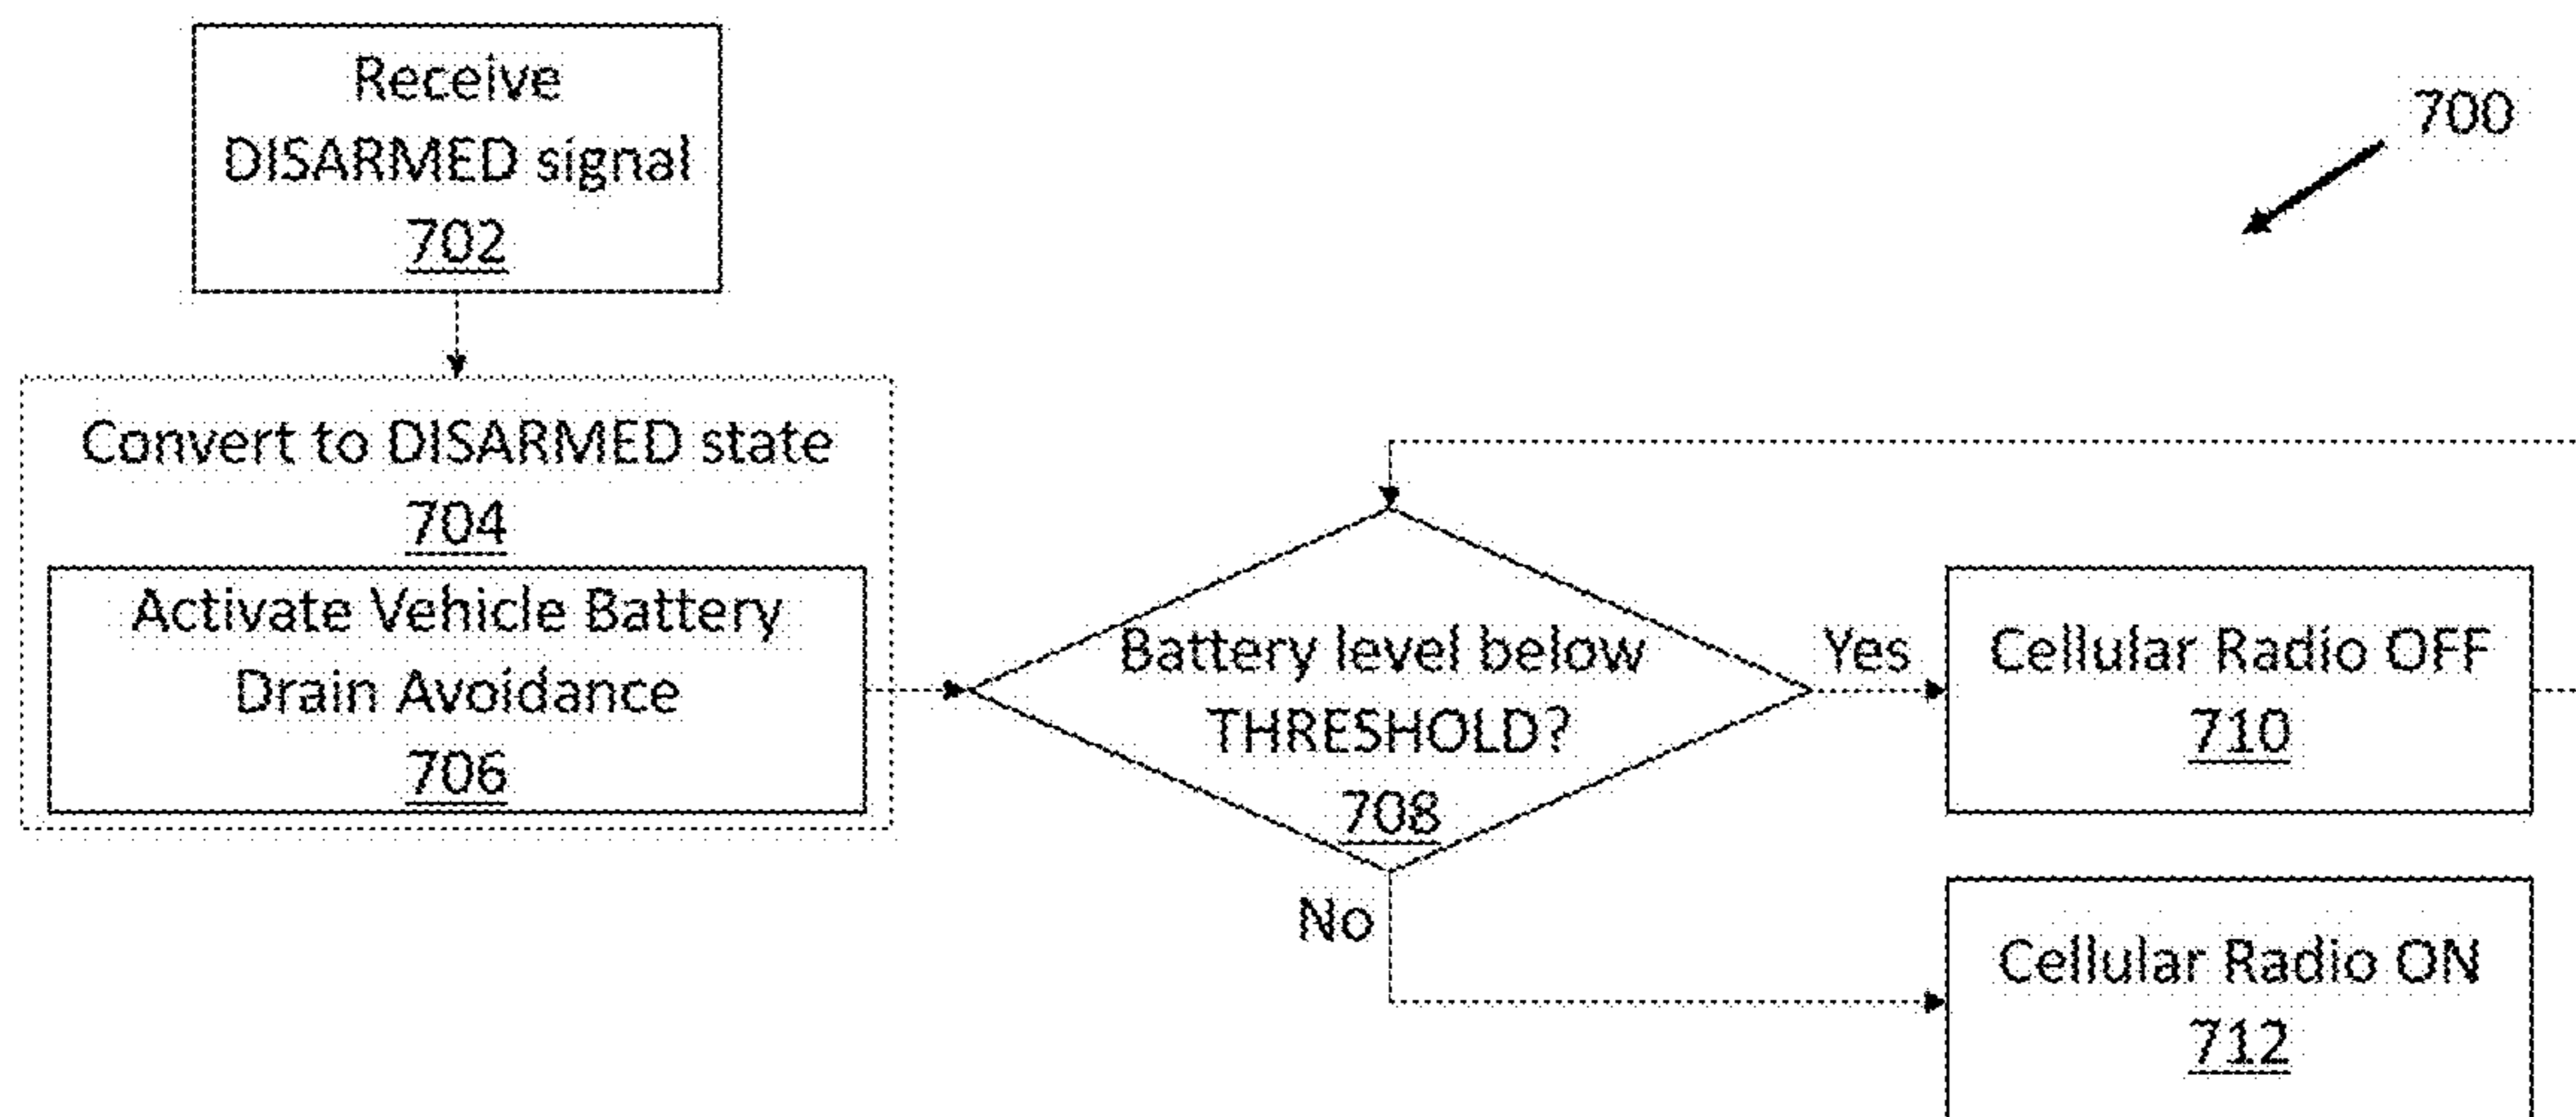 Receive
DISARMED signal
702
700
Convert to DISARMED state
704
Activate Vehicle Battery
Drain Avoidance
706
Battery level below
THRESHOLD?
708
Yes
No
Cellular Radio OFF
710
Cellular Radio ON
712